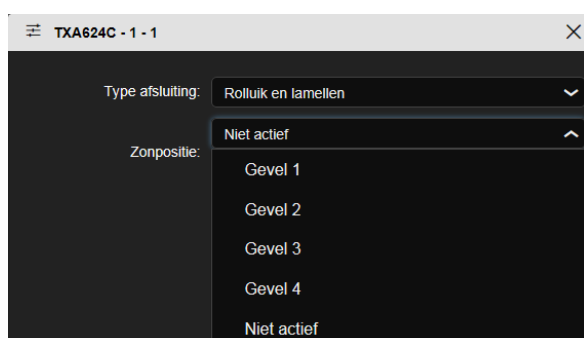 TXA624C - 1 - 1
Type afsluiting: Rolluik en lamellen
Zonpositie: Niet actief
Gevel 1
Gevel 2
Gevel 3
Gevel 4
Niet actief